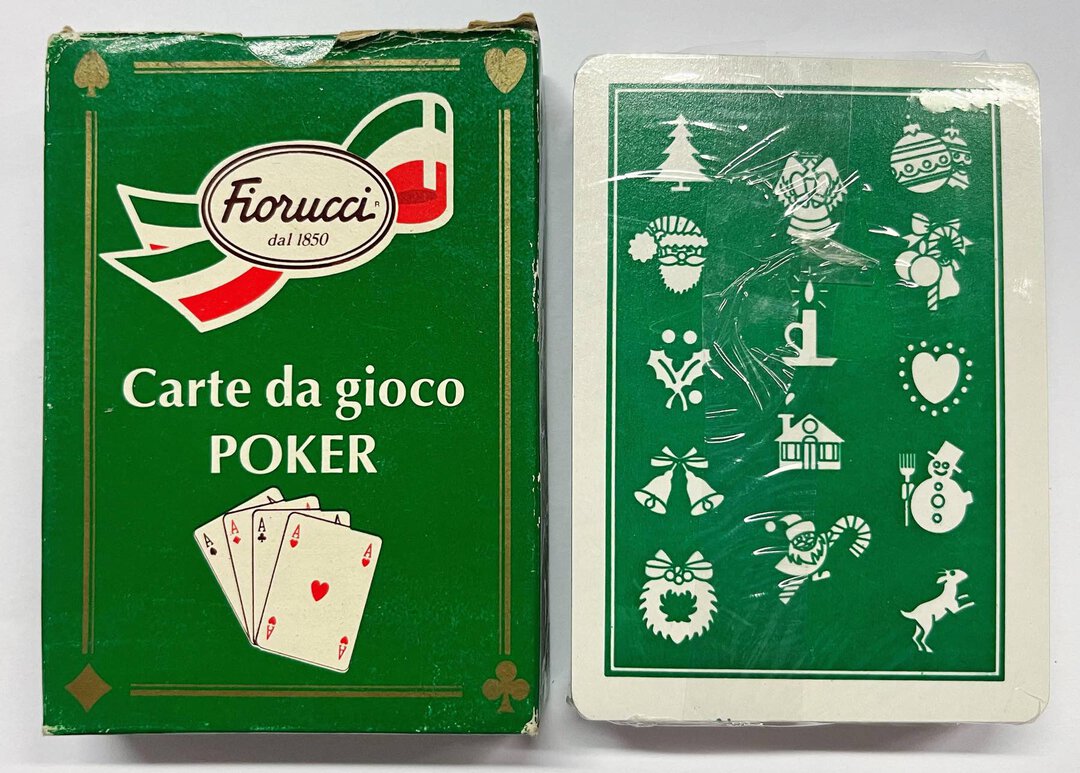 Fiorucci R
dal 1850
Carte da gioco
POKER
A A A A A
A A